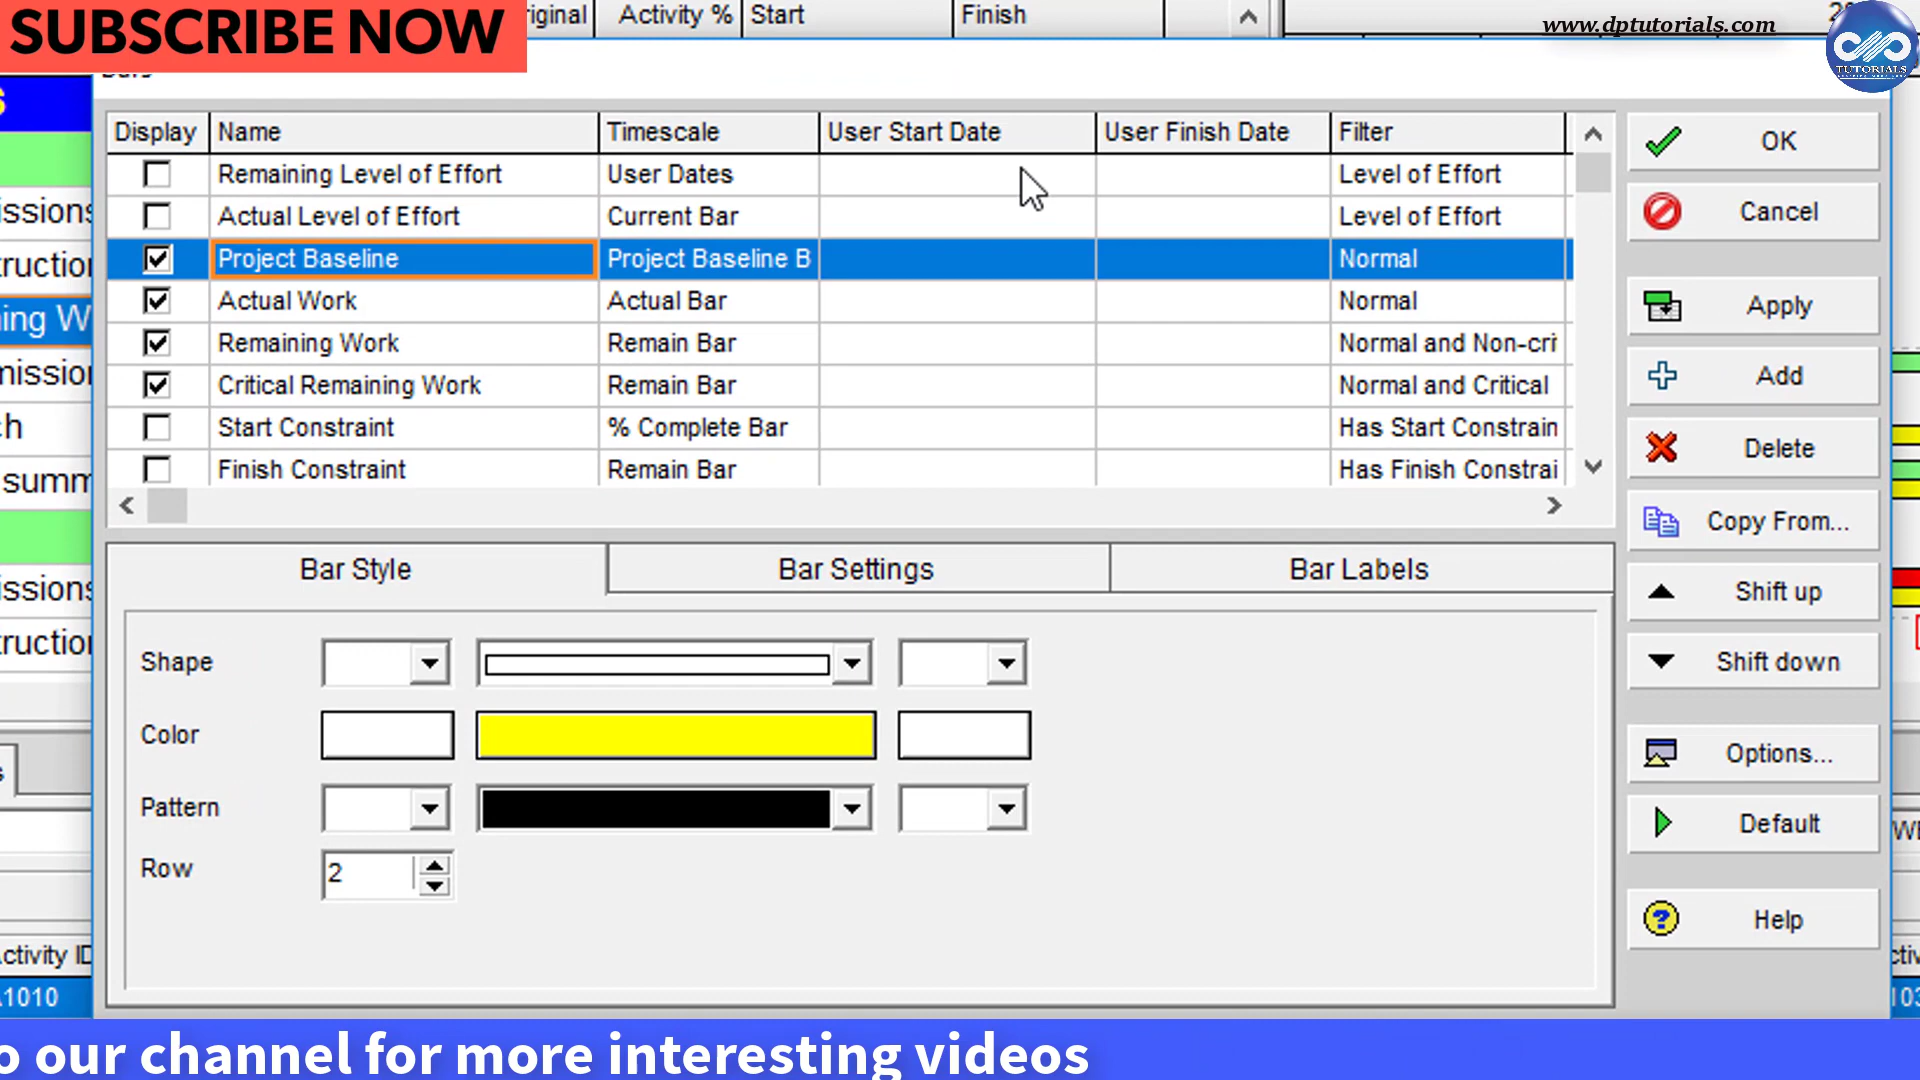 SUBSCRIBE NOW
Activity %
Start
Finish
www.dptutorials.com
TUTORIALS
Display
Name
Timescale
User Start Date
User Finish Date
Filter
Remaining Level of Effort
User Dates
Level of Effort
Actual Level of Effort
Current Bar
Level of Effort
Project Baseline
Project Baseline B
Normal
Actual Work
Actual Bar
Normal
Remaining Work
Remain Bar
Normal and Non-cri
Critical Remaining Work
Remain Bar
Normal and Critical
Start Constraint
% Complete Bar
Has Start Constrain
Finish Constraint
Remain Bar
Has Finish Constrai
OK
Cancel
Apply
Add
Delete
Copy From...
Shift up
Shift down
Options...
Default
Help
Bar Style
Bar Settings
Bar Labels
Shape
Color
Pattern
Row
2
o our channel for more interesting videos